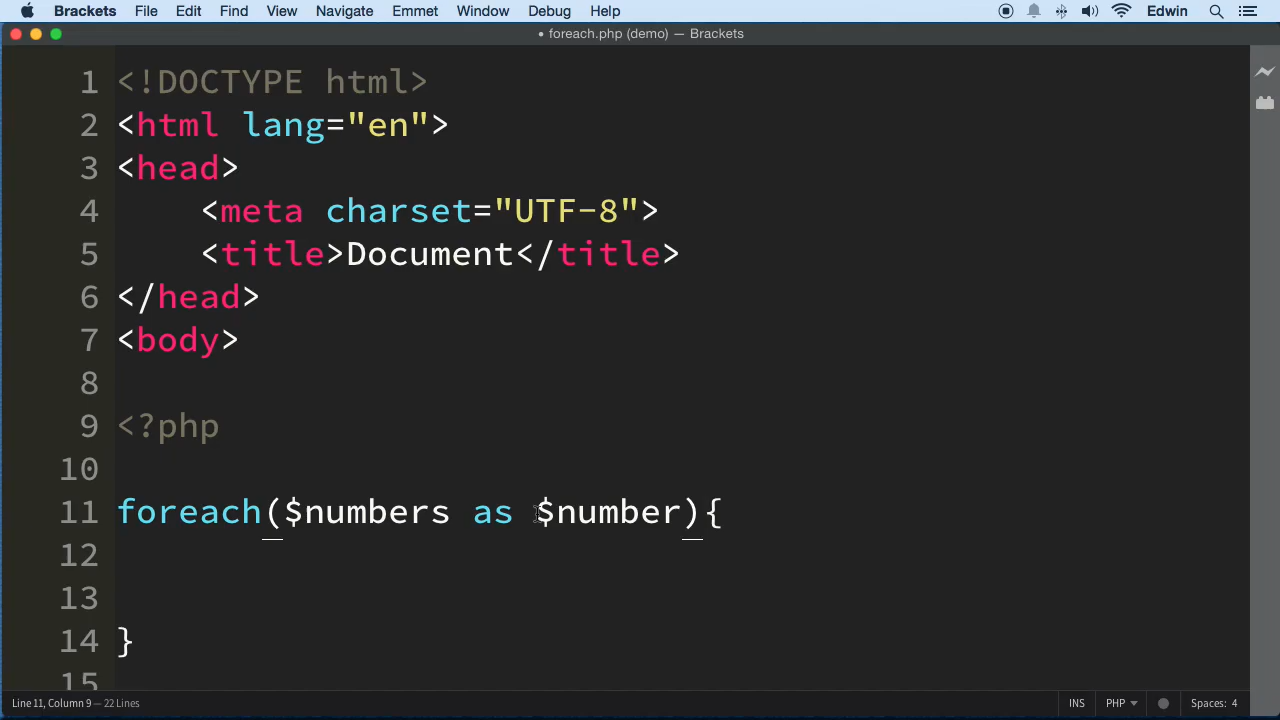 Brackets File Edit Find View Navigate Emmet Window Debug Help Edwin
• foreach.php (demo) — Brackets
1 <!DOCTYPE html>
2 <html lang="en">
3 <head>
4 <meta charset="UTF-8">
5 <title>Document</title>
6 </head>
7 <body>
8
9 <?php
10
11 foreach($numbers as $number){
12
13
14 }
15
Line 11, Column 9 — 22 Lines INS PHP Spaces: 4